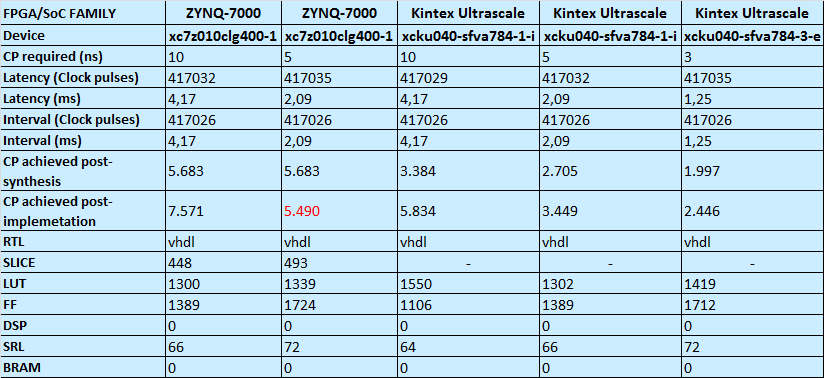 FPGA/SoC FAMILY ZYNQ-7000 ZYNQ-7000 Kintex Ultrascale Kintex Ultrascale Kintex Ultrascale
Device xc7z010clg400-1 xc7z010clg400-1 xcku040-sfva784-1-i xcku040-sfva784-1-i xcku040-sfva784-3-e
CP required (ns) 10 5 10 5 3
Latency (Clock pulses) 417032 417035 417029 417032 417035
Latency (ms) 4,17 2,09 4,17 2,09 1,25
Interval (Clock pulses) 417026 417026 417026 417026 417026
Interval (ms) 4,17 2,09 4,17 2,09 1,25
CP achieved post-
synthesis 5.683 5.683 3.384 2.705 1.997
CP achieved post-
implemetation 7.571 5.490 5.834 3.449 2.446
RTL vhdl vhdl vhdl vhdl vhdl
SLICE 448 493 - - -
LUT 1300 1339 1550 1302 1419
FF 1389 1724 1106 1389 1712
DSP 0 0 0 0 0
SRL 66 72 64 66 72
BRAM 0 0 0 0 0